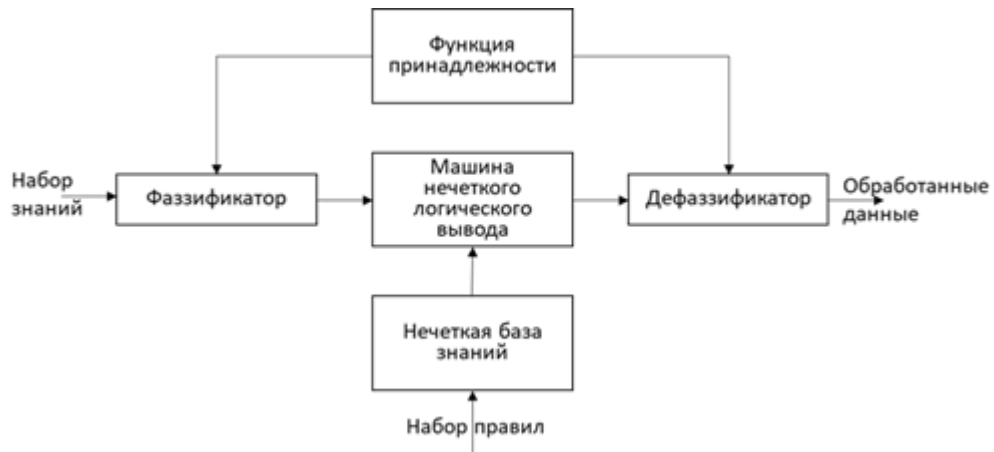 Функция
принадлежности
Набор
знаний
Фаззификатор
Машина
нечеткого
логического
вывода
Дефаззификатор
Обработанные
данные
Нечеткая база
знаний
Набор правил